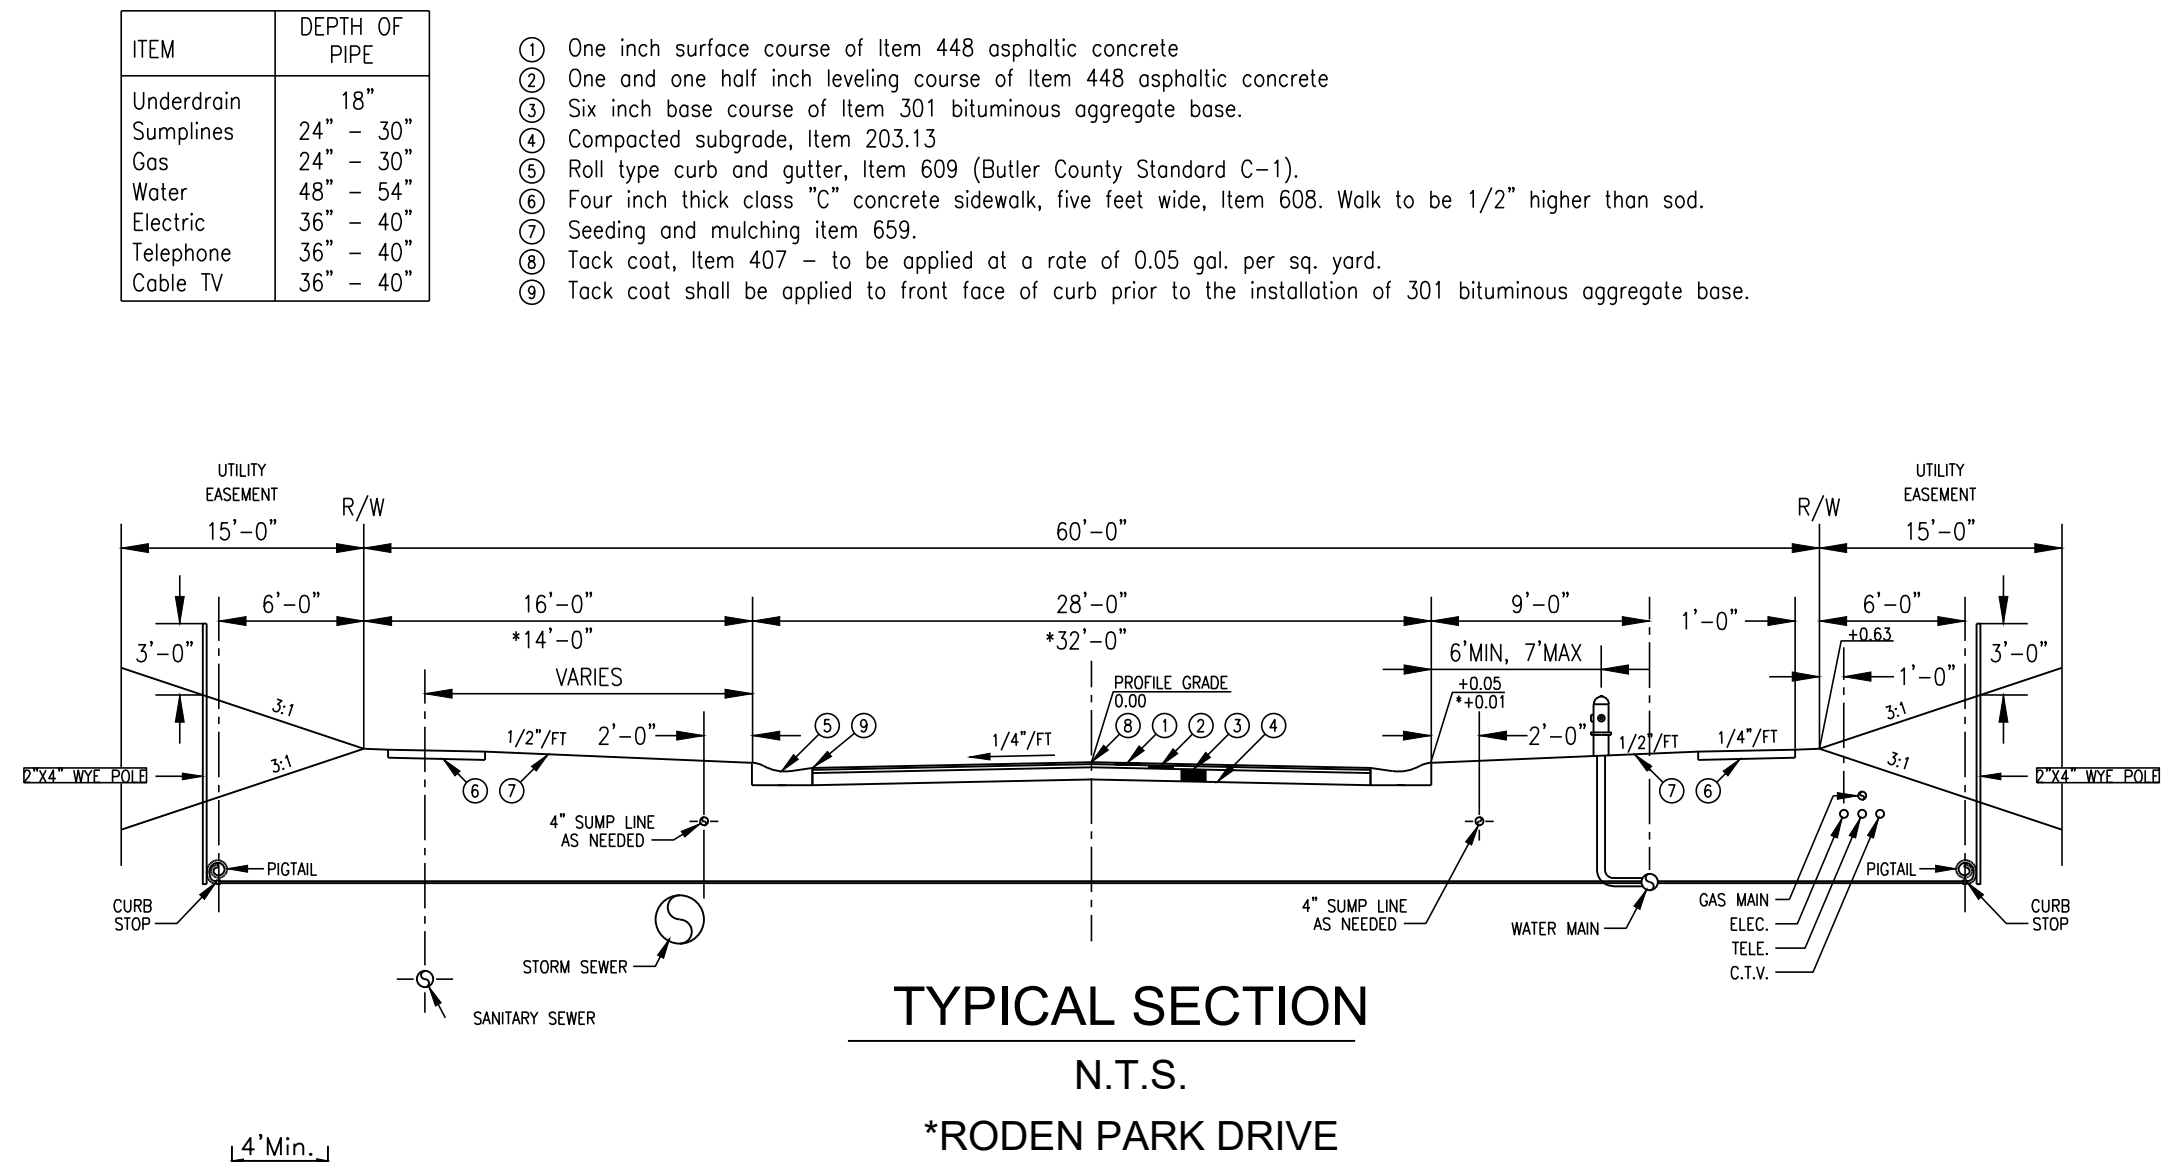 ITEM DEPTH OF PIPE
Underdrain 18"
Sumplines 24" – 30"
Gas 24" – 30"
Water 48" – 54"
Electric 36" – 40"
Telephone 36" – 40"
Cable TV 36" – 40"
1 One inch surface course of Item 448 asphaltic concrete
2 One and one half inch leveling course of Item 448 asphaltic concrete
3 Six inch base course of Item 301 bituminous aggregate base.
4 Compacted subgrade, Item 203.13
5 Roll type curb and gutter, Item 609 (Butler County Standard C–1).
6 Four inch thick class "C" concrete sidewalk, five feet wide, Item 608. Walk to be 1/2" higher than sod.
7 Seeding and mulching item 659.
8 Tack coat, Item 407 – to be applied at a rate of 0.05 gal. per sq. yard.
9 Tack coat shall be applied to front face of curb prior to the installation of 301 bituminous aggregate base.
UTILITY
EASEMENT
UTILITY
EASEMENT
R/W
R/W
15'–0"
60'–0"
15'–0"
6'–0"
16'–0"
28'–0"
9'–0"
1'–0"
6'–0"
*14'–0"
*32'–0"
+0.63
3'–0"
6'MIN, 7'MAX
3'–0"
VARIES
PROFILE GRADE
0.00
+0.05
*+0.01
1'–0"
3:1
3:1
1/2"/FT
2'–0"
5
9
1/4"/FT
8
1
2
3
4
2'–0"
1/2"/FT
1/4"/FT
3:1
3:1
2"X4" WYE POLE
2"X4" WYE POLE
6
7
7
6
4" SUMP LINE
AS NEEDED
PIGTAIL
PIGTAIL
CURB
STOP
4" SUMP LINE
AS NEEDED
WATER MAIN
GAS MAIN
ELEC.
TELE.
C.T.V.
CURB
STOP
STORM SEWER
SANITARY SEWER
TYPICAL SECTION
N.T.S.
*RODEN PARK DRIVE
4'Min.